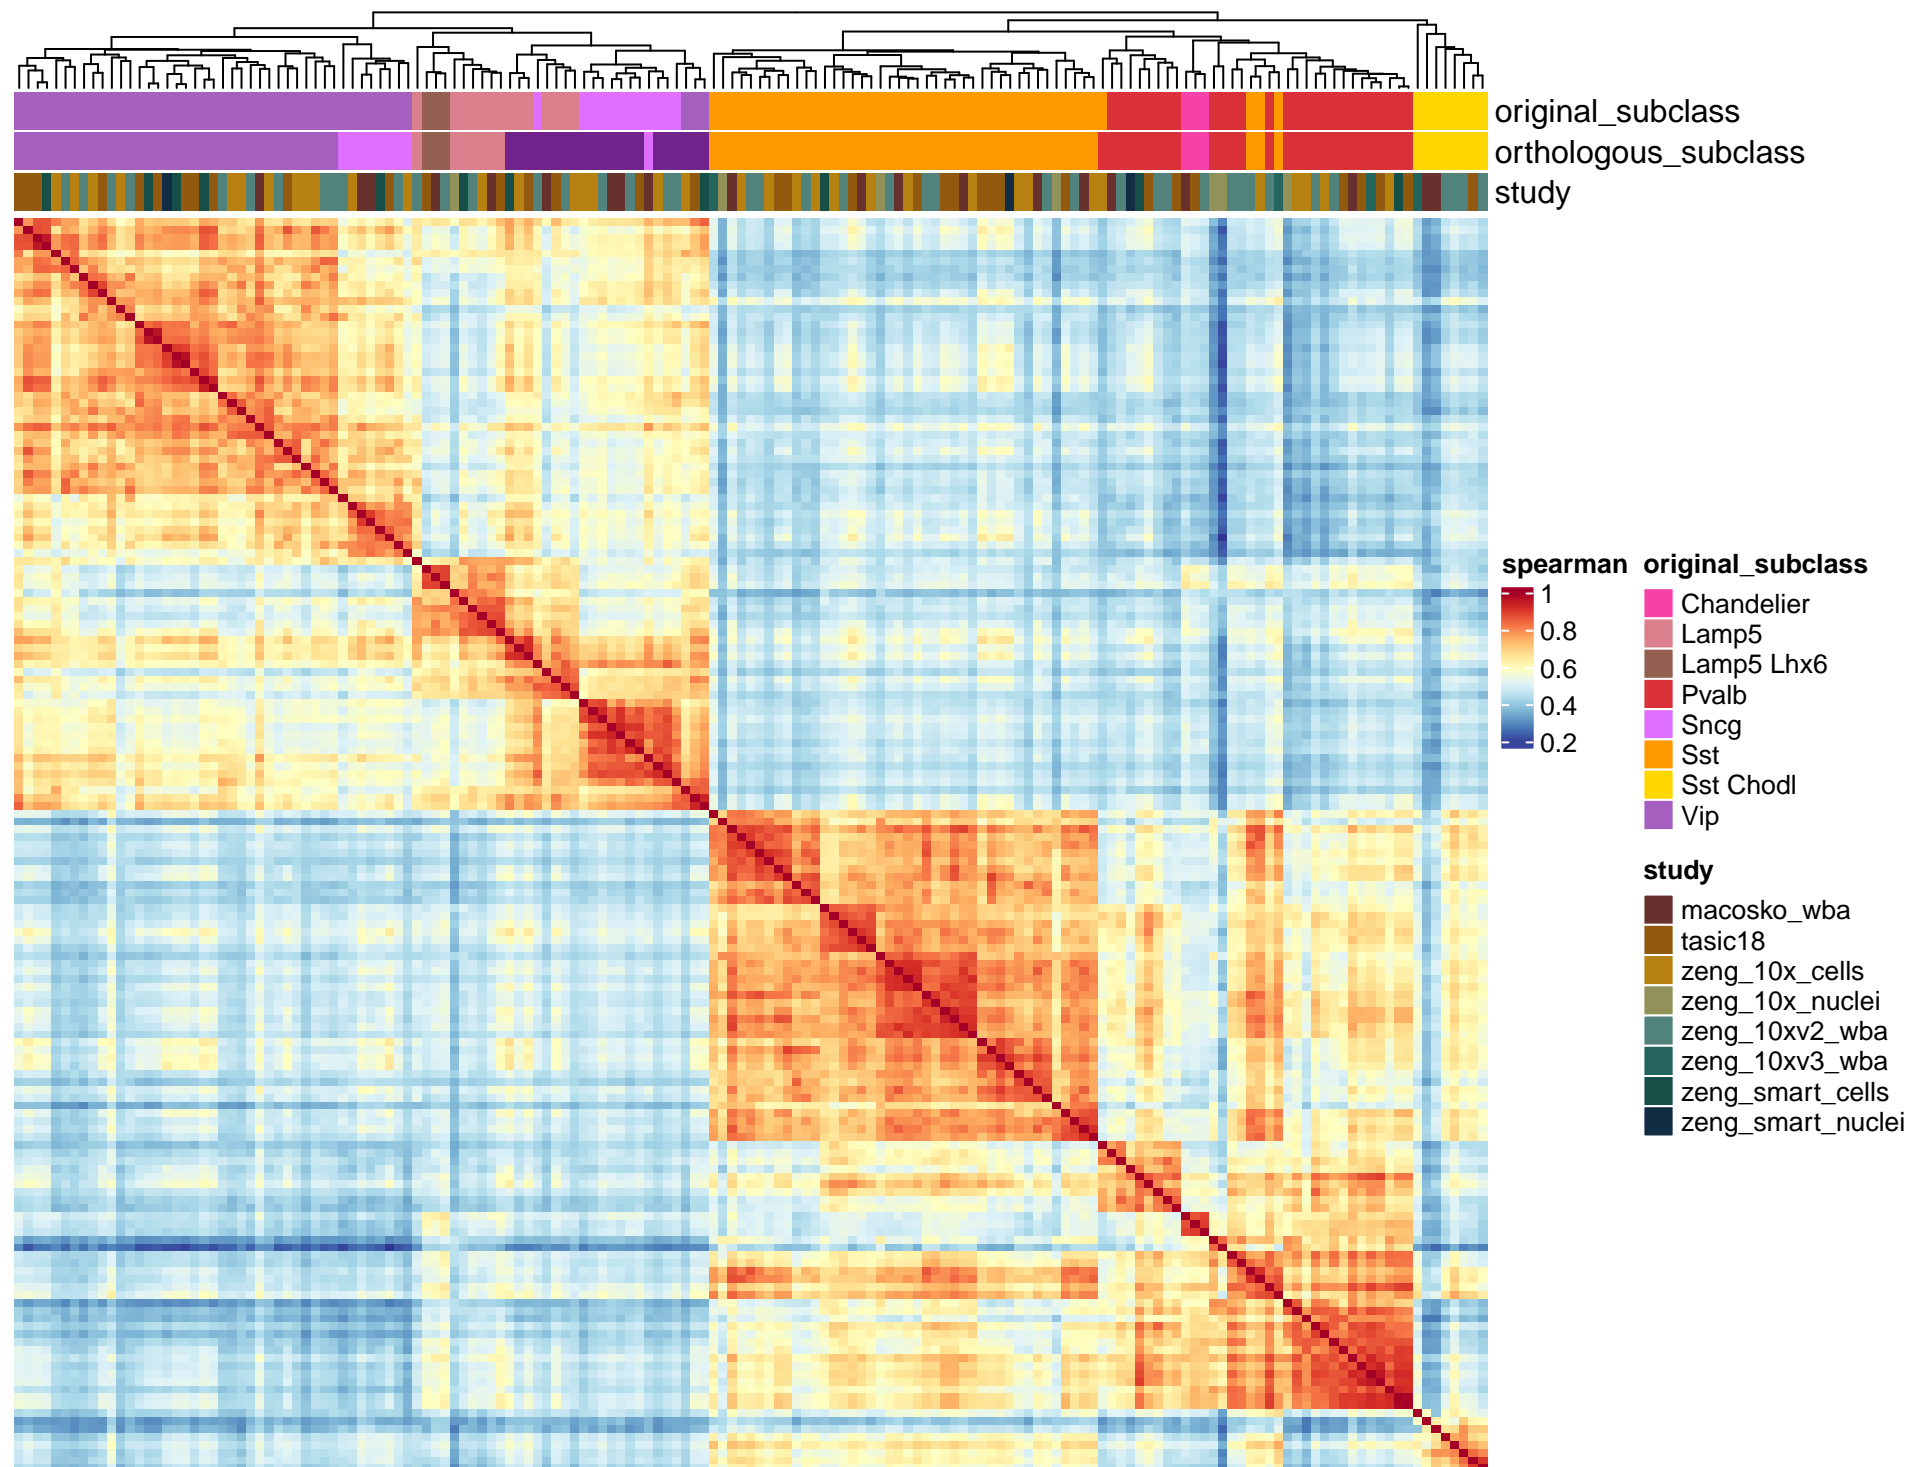 original_subclass
orthologous_subclass
study
spearman
1
0.8
0.6
0.4
0.2
original_subclass
Chandelier
Lamp5
Lamp5 Lhx6
Pvalb
Sncg
Sst
Sst Chodl
Vip
study
macosko_wba
tasic18
zeng_10x_cells
zeng_10x_nuclei
zeng_10xv2_wba
zeng_10xv3_wba
zeng_smart_cells
zeng_smart_nuclei